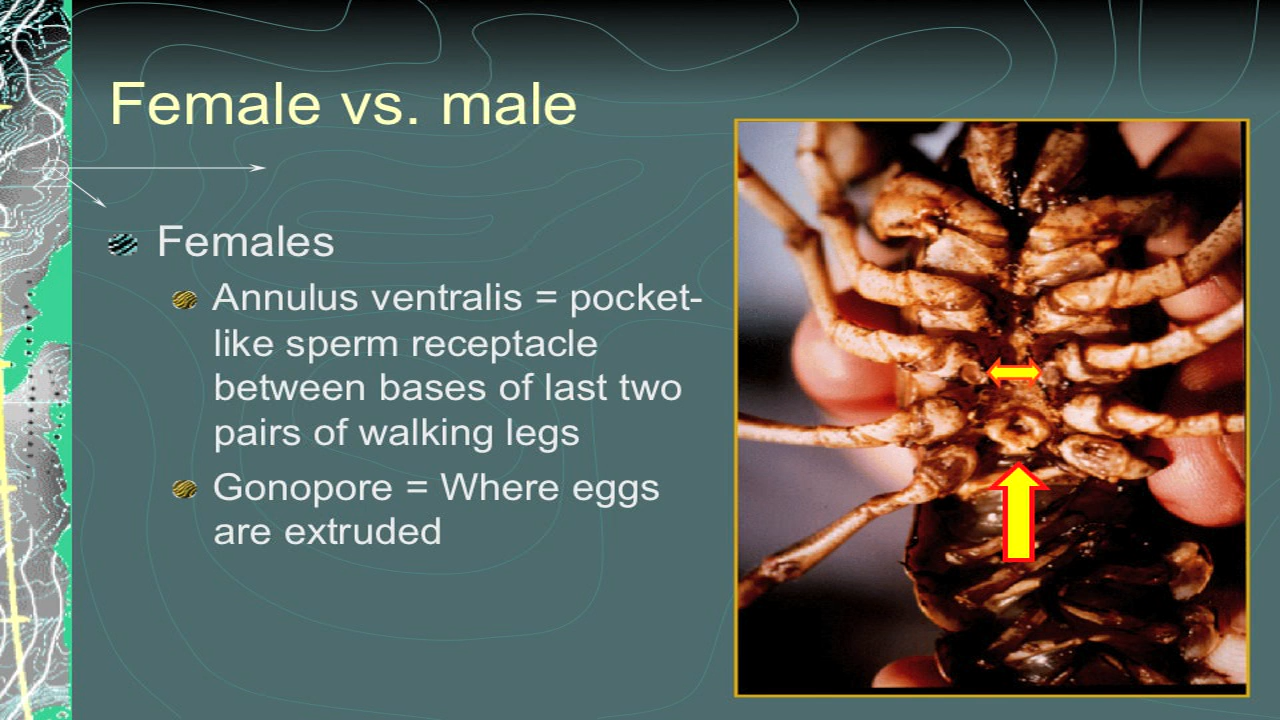 Female vs. male
Females
Annulus ventralis = pocket-
like sperm receptacle
between bases of last two
pairs of walking legs
Gonopore = Where eggs
are extruded